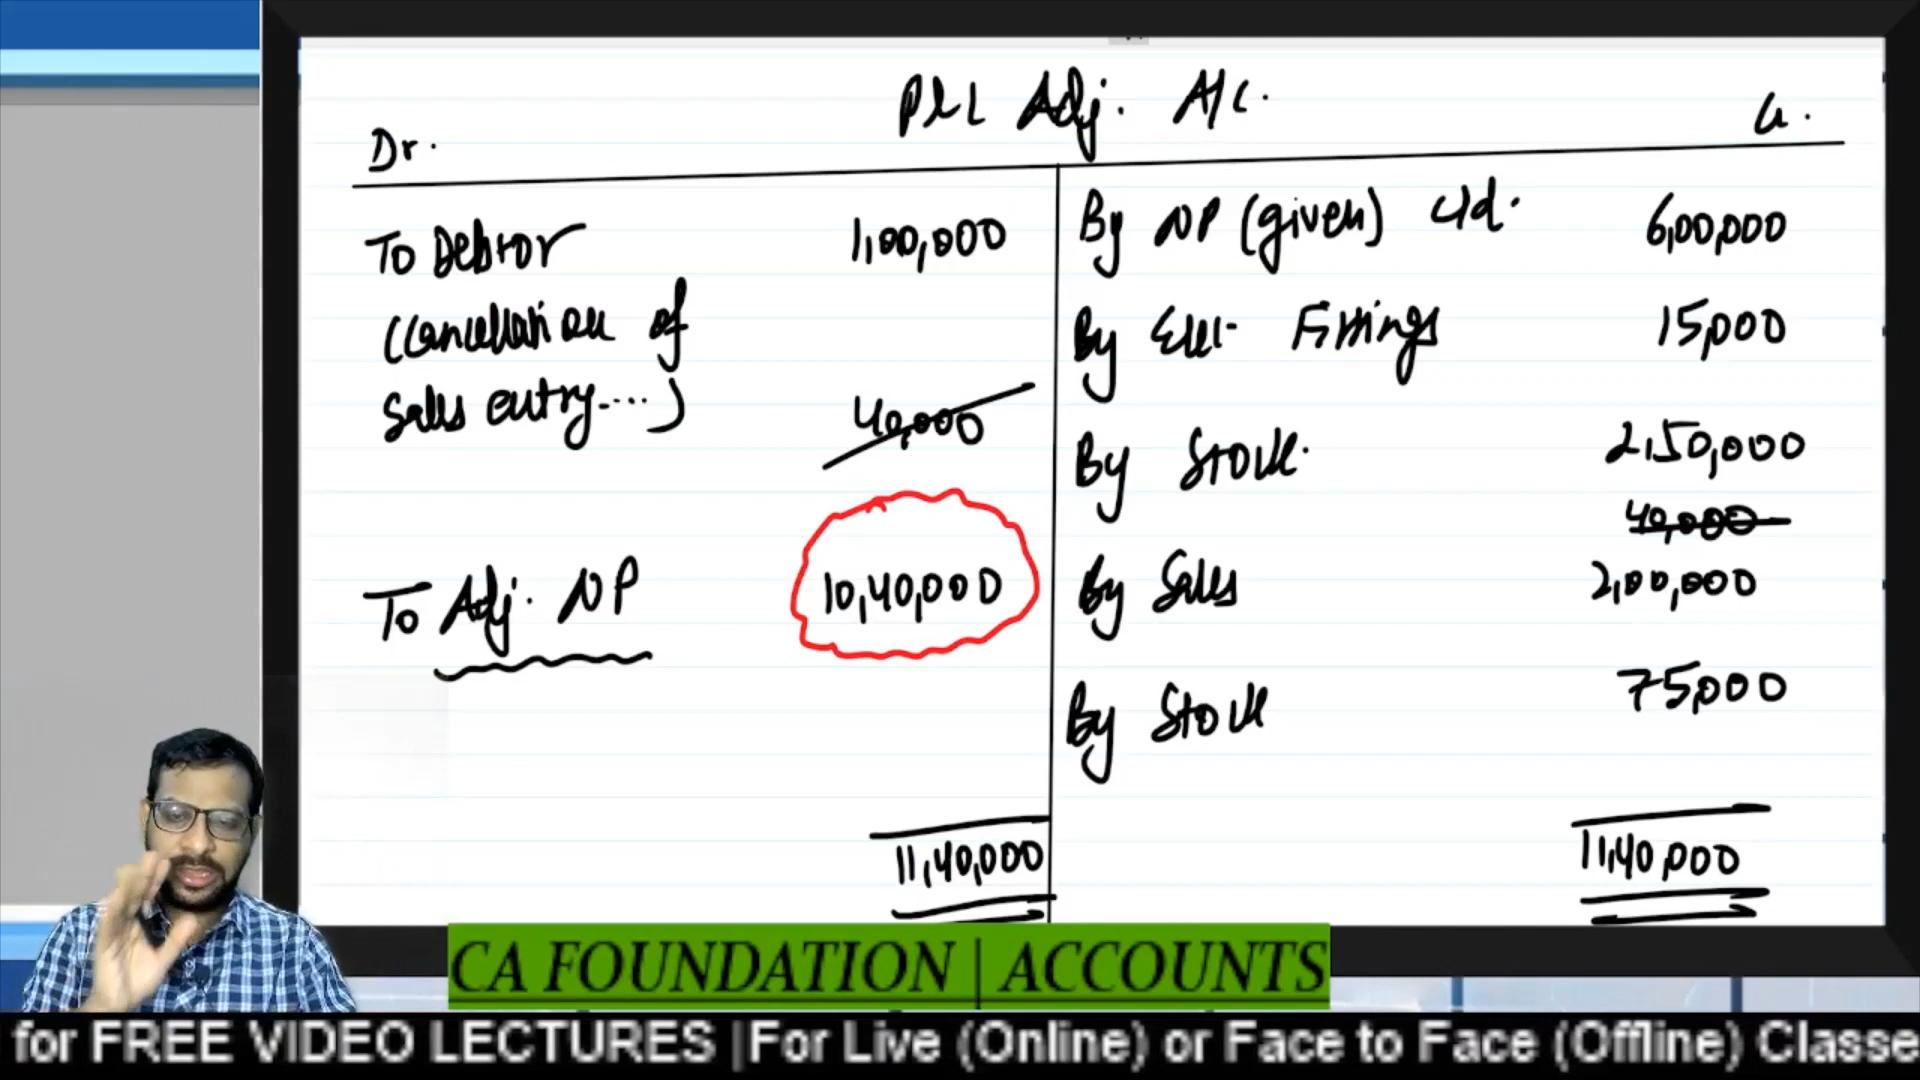 P&L Adj. A/c.
Dr. Cr.
To Debtor 1,00,000
(cancellation of
sales entry....)
40,000
To Adj. NP 10,40,000
11,40,000
By NP (given) c/d. 6,00,000
By Elec. Fittings 15,000
By Stock. 2,50,000
40,000
By Sales 2,00,000
By Stock 75,000
11,40,000
CA FOUNDATION | ACCOUNTS
for FREE VIDEO LECTURES | For Live (Online) or Face to Face (Offline) Classe